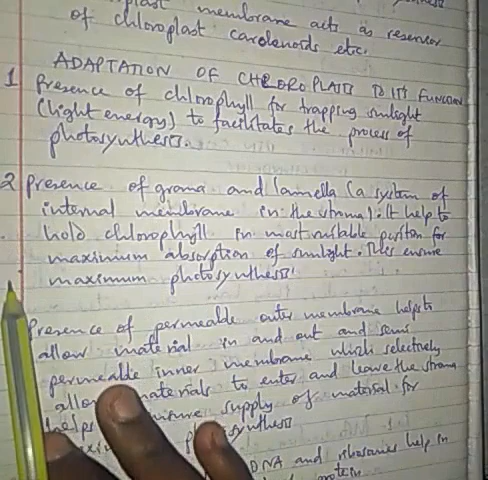 membrane acts as reservor
of chloroplast carotenoids etc.
ADAPTATION OF CHLOROPLASTS TO ITS FUNCTION
1 Presence of chlorophyll for trapping sunlight
(light energy) to facilitates the process of
photosynthesis.
2 Presence of grana and lamella (a system of
internal membrane in the stroma). It help to
hold chlorophyll in most suitable position for
maximum absorption of sunlight. This ensure
maximum photosynthesis.
Presence of permeable outer membrane helps to
allow material in and out and semi
permeable inner membrane which selectively
allow materials to enter and leave the stroma
helps supply of material for
DNA and ribosomes help in
protein